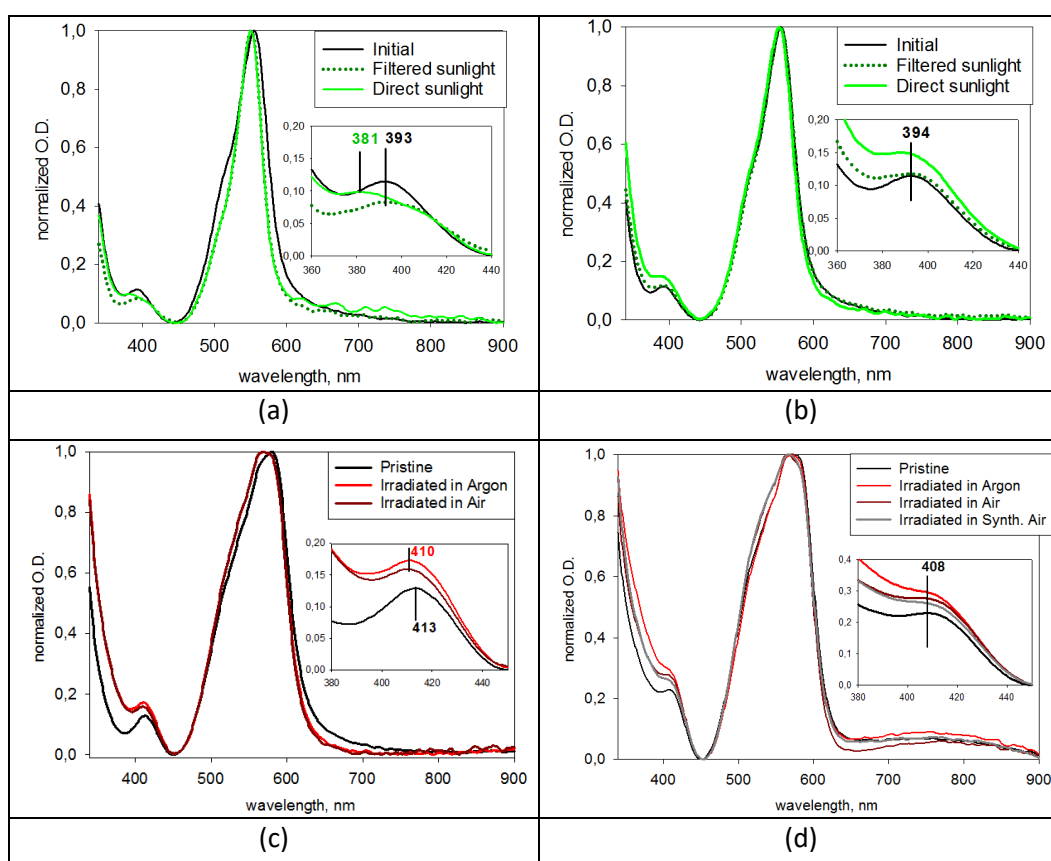 1,0
0,8
0,6
0,4
0,2
0,0
normalized O.D.
Initial
Filtered sunlight
Direct sunlight
0,20
0,15
0,10
0,05
0,00
381 393
360 380 400 420 440
400 500 600 700 800 900
wavelength, nm
(a)
1,0
0,8
0,6
0,4
0,2
0,0
normalized O.D.
Initial
Filtered sunlight
Direct sunlight
0,20
0,15
0,10
0,05
0,00
394
360 380 400 420 440
400 500 600 700 800 900
wavelength, nm
(b)
1,0
0,8
0,6
0,4
0,2
0,0
normalized O.D.
Pristine
Irradiated in Argon
Irradiated in Air
0,20
0,15
0,10
0,05
0,00
410
413
380 400 420 440
400 500 600 700 800 900
wavelength, nm
(c)
1,0
0,8
0,6
0,4
0,2
0,0
normalized O.D.
Pristine
Irradiated in Argon
Irradiated in Air
Irradiated in Synth. Air
0,4
0,3
0,2
0,1
0,0
408
380 400 420 440
400 500 600 700 800 900
wavelength, nm
(d)